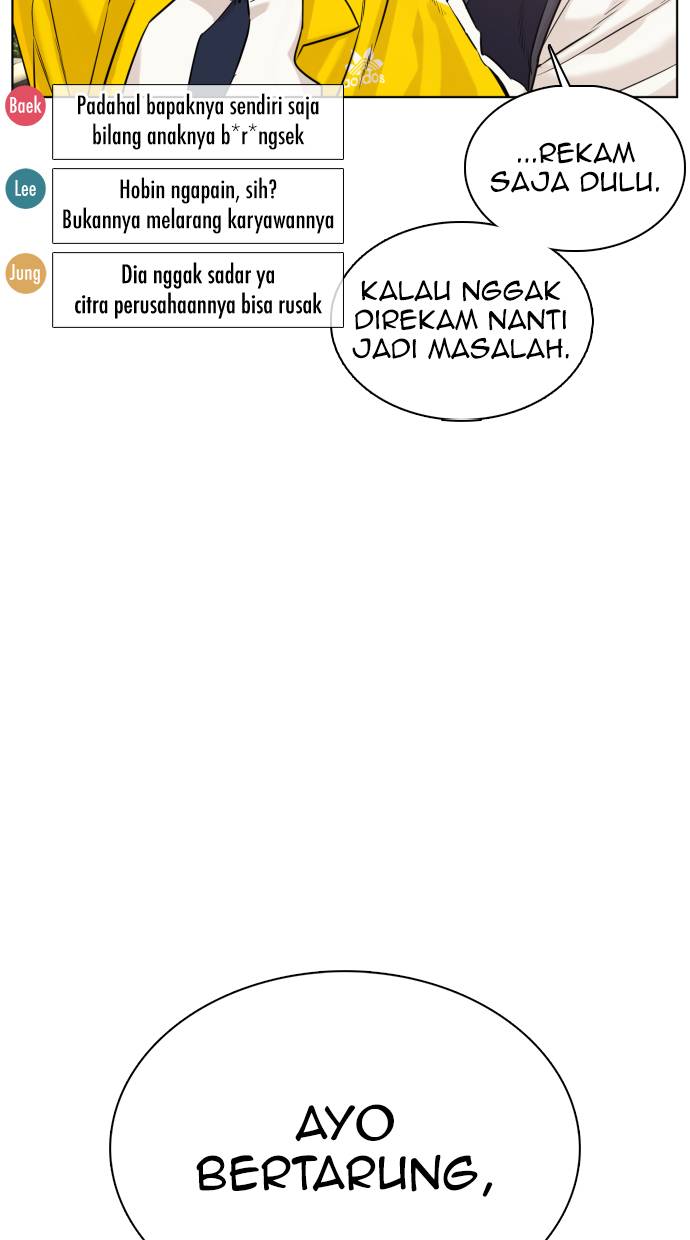 adidos
Baek
Padahal bapaknya sendiri saja
bilang anaknya b*r*ngsek
Lee
Hobin ngapain, sih?
Bukannya melarang karyawannya
Jung
Dia nggak sadar ya
citra perusahaannya bisa rusak
...REKAM
SAJA DULU.
KALAU NGGAK
DIREKAM NANTI
JADI MASALAH.
AYO
BERTARUNG,